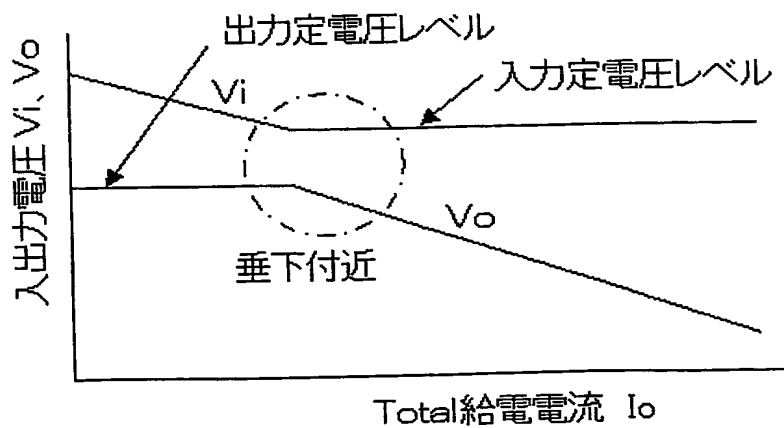 出力定電圧レベル
Vi
入力定電圧レベル
入出力電圧 Vi、Vo
Vo
垂下付近
Total給電電流 Io